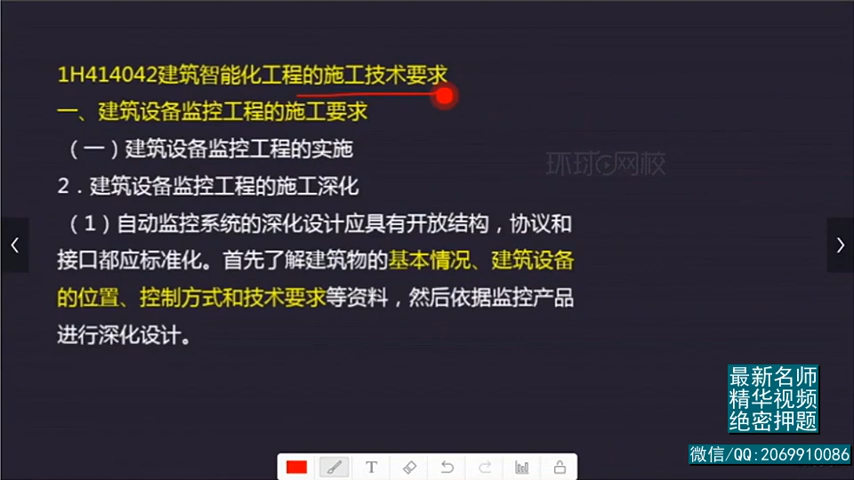 1H414042建筑智能化工程的施工技术要求
一、建筑设备监控工程的施工要求
（一）建筑设备监控工程的实施
2．建筑设备监控工程的施工深化
（1）自动监控系统的深化设计应具有开放结构，协议和
接口都应标准化。首先了解建筑物的基本情况、建筑设备
的位置、控制方式和技术要求等资料，然后依据监控产品
进行深化设计。
环球网校
最新名师
精华视频
绝密押题
微信/QQ:2069910086
T